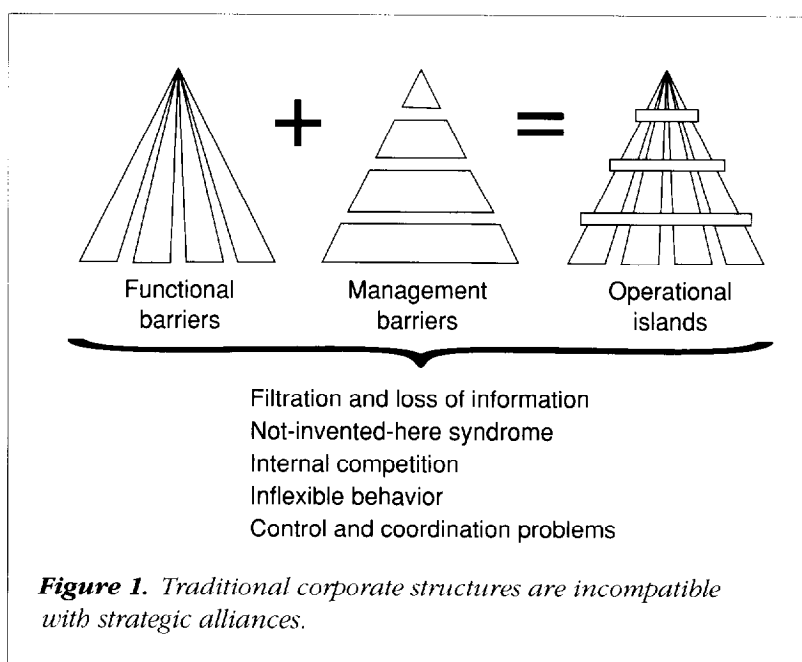 + =
Functional barriers
Management barriers
Operational islands
Filtration and loss of information
Not-invented-here syndrome
Internal competition
Inflexible behavior
Control and coordination problems
Figure 1. Traditional corporate structures are incompatible
with strategic alliances.